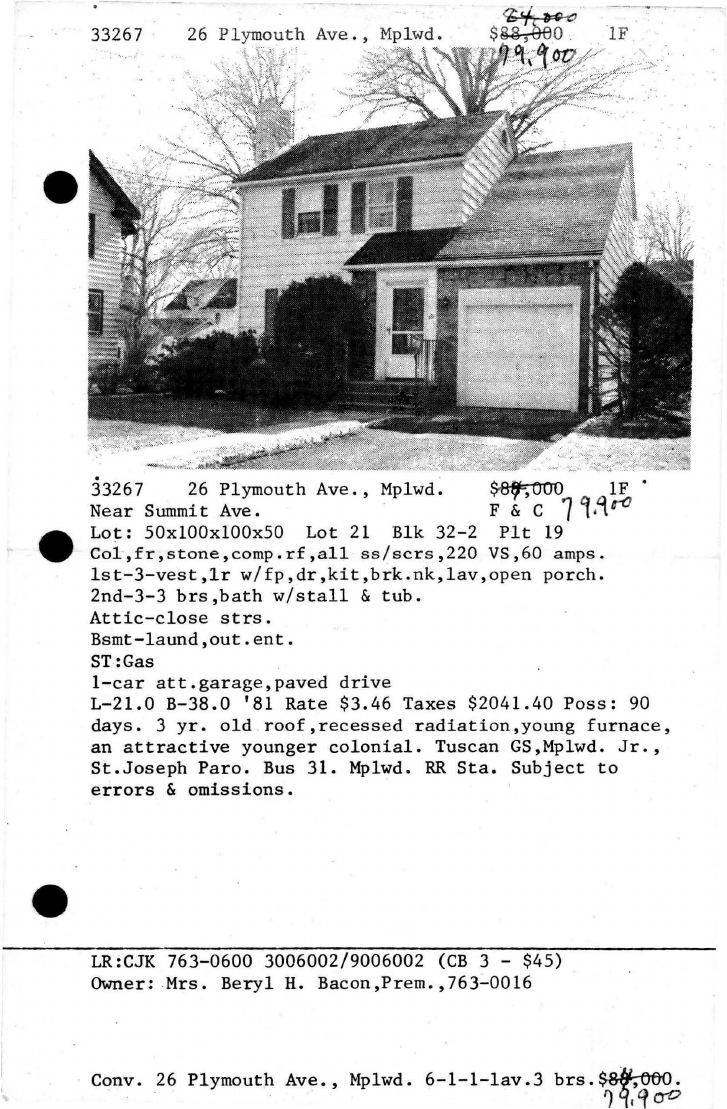 84,000
33267 26 Plymouth Ave., Mplwd. $88,000 1F
79,900
33267 26 Plymouth Ave., Mplwd. $84,000 1F
Near Summit Ave. F & C 79,900
Lot: 50x100x100x50 Lot 21 Blk 32-2 Plt 19
Col,fr,stone,comp.rf,all ss/scrs,220 VS,60 amps.
1st-3-vest,lr w/fp,dr,kit,brk.nk,lav,open porch.
2nd-3-3 brs,bath w/stall & tub.
Attic-close strs.
Bsmt-laund,out.ent.
ST:Gas
1-car att.garage,paved drive
L-21.0 B-38.0 '81 Rate $3.46 Taxes $2041.40 Poss: 90
days. 3 yr. old roof,recessed radiation,young furnace,
an attractive younger colonial. Tuscan GS,Mplwd. Jr.,
St.Joseph Paro. Bus 31. Mplwd. RR Sta. Subject to
errors & omissions.
LR:CJK 763-0600 3006002/9006002 (CB 3 - $45)
Owner: Mrs. Beryl H. Bacon,Prem.,763-0016
Conv. 26 Plymouth Ave., Mplwd. 6-1-1-lav.3 brs.$84,000.
79,900